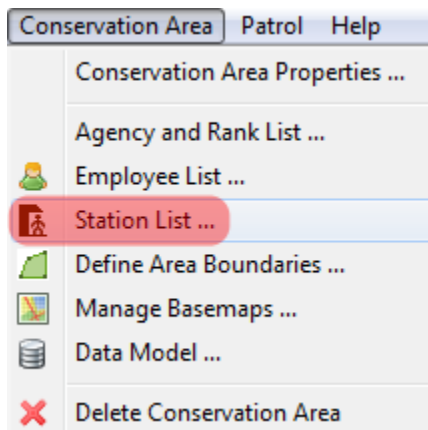 Conservation Area Patrol Help
Conservation Area Properties ...
Agency and Rank List ...
Employee List ...
Station List ...
Define Area Boundaries ...
Manage Basemaps ...
Data Model ...
Delete Conservation Area